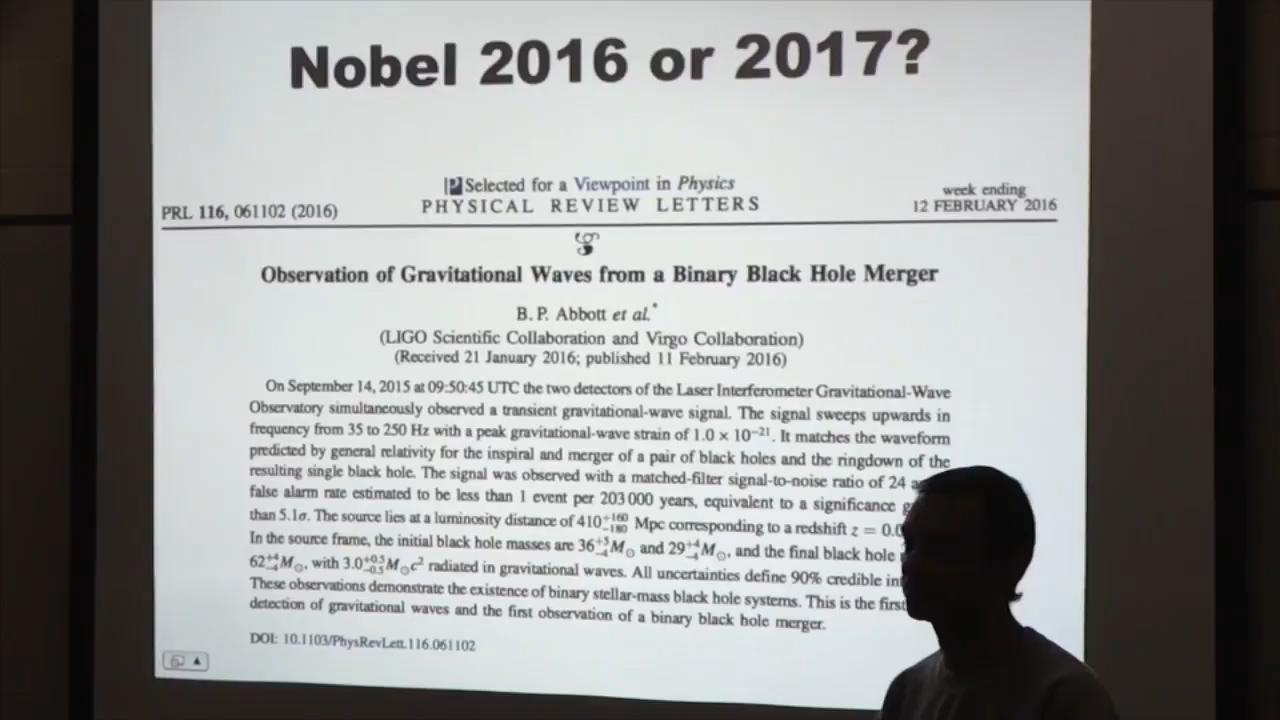 Nobel 2016 or 2017?
Selected for a Viewpoint in Physics
PRL 116, 061102 (2016)
PHYSICAL REVIEW LETTERS
week ending
12 FEBRUARY 2016
Observation of Gravitational Waves from a Binary Black Hole Merger
B. P. Abbott et al.*
(LIGO Scientific Collaboration and Virgo Collaboration)
(Received 21 January 2016; published 11 February 2016)
On September 14, 2015 at 09:50:45 UTC the two detectors of the Laser Interferometer Gravitational-Wave
Observatory simultaneously observed a transient gravitational-wave signal. The signal sweeps upwards in
frequency from 35 to 250 Hz with a peak gravitational-wave strain of 1.0 × 10⁻²¹. It matches the waveform
predicted by general relativity for the inspiral and merger of a pair of black holes and the ringdown of the
resulting single black hole. The signal was observed with a matched-filter signal-to-noise ratio of 24
false alarm rate estimated to be less than 1 event per 203 000 years, equivalent to a significance
than 5.1σ. The source lies at a luminosity distance of 410+160−180 Mpc corresponding to a redshift z = 0.0
In the source frame, the initial black hole masses are 36+5−4M⊙ and 29+4−4M⊙, and the final black hole
62+4−4M⊙, with 3.0+0.5−0.5M⊙c² radiated in gravitational waves. All uncertainties define 90% credible
These observations demonstrate the existence of binary stellar-mass black hole systems. This is the first
detection of gravitational waves and the first observation of a binary black hole merger.
DOI: 10.1103/PhysRevLett.116.061102